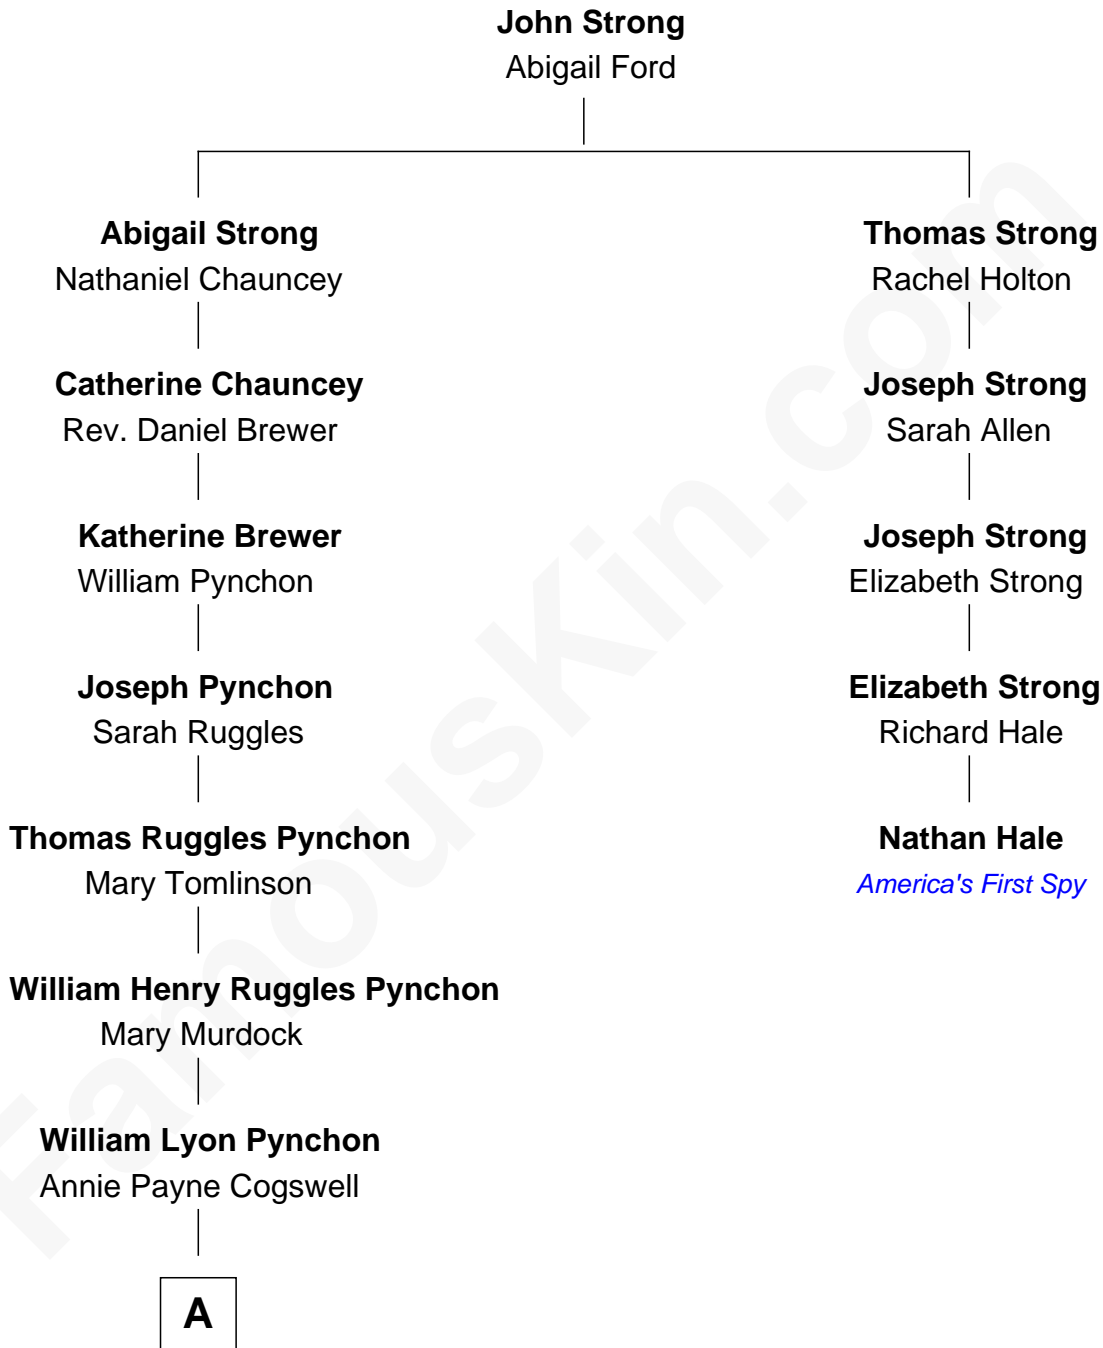 John Strong
Abigail Ford
Abigail Strong
Nathaniel Chauncey
Thomas Strong
Rachel Holton
Catherine Chauncey
Rev. Daniel Brewer
Joseph Strong
Sarah Allen
Katherine Brewer
William Pynchon
Joseph Strong
Elizabeth Strong
Joseph Pynchon
Sarah Ruggles
Elizabeth Strong
Richard Hale
Thomas Ruggles Pynchon
Mary Tomlinson
Nathan Hale
America's First Spy
William Henry Ruggles Pynchon
Mary Murdock
William Lyon Pynchon
Annie Payne Cogswell
A
FamousKin.com